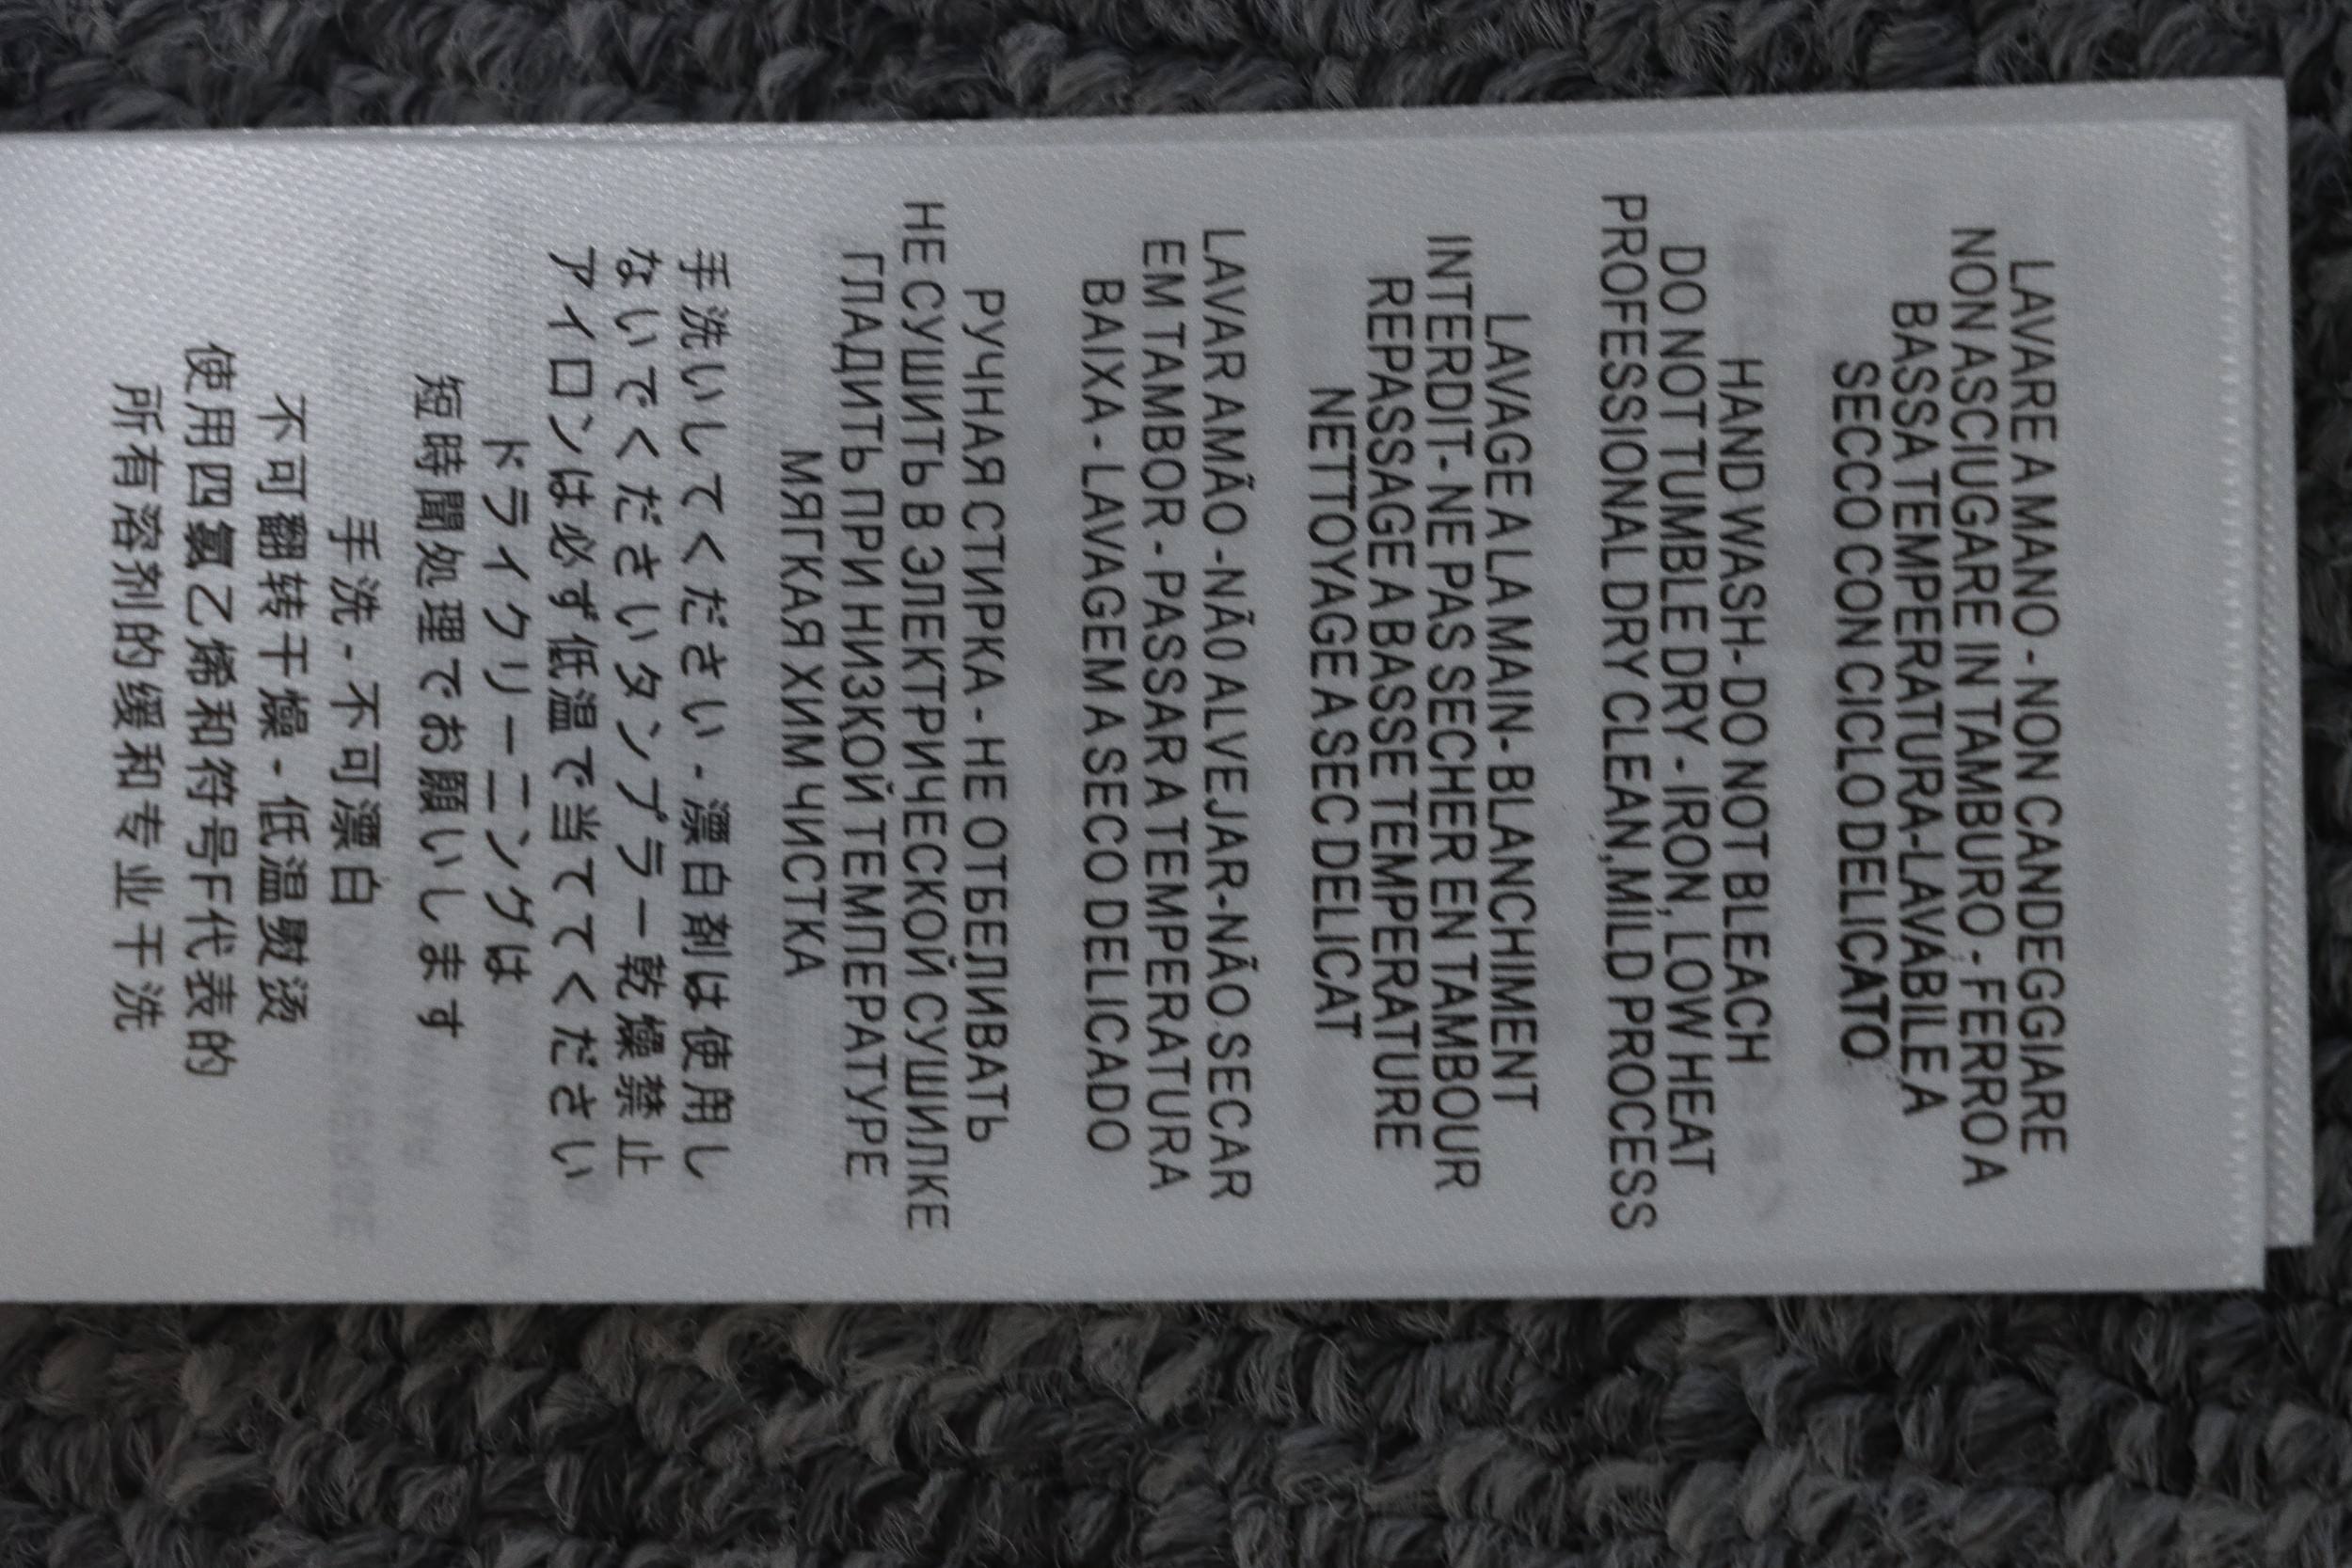 LAVARE A MANO - NON CANDEGGIARE
NON ASCIUGARE IN TAMBURO - FERRO A
BASSA TEMPERATURA-LAVABILE A
SECCO CON CICLO DELICATO
HAND WASH- DO NOT BLEACH
DO NOT TUMBLE DRY - IRON, LOW HEAT
PROFESSIONAL DRY CLEAN,MILD PROCESS
LAVAGE A LA MAIN- BLANCHIMENT
INTERDIT- NE PAS SECHER EN TAMBOUR
REPASSAGE A BASSE TEMPERATURE
NETTOYAGE A SEC DELICAT
LAVAR AMÃO -NÃO ALVEJAR-NÃO SECAR
EM TAMBOR - PASSAR A TEMPERATURA
BAIXA - LAVAGEM A SECO DELICADO
РУЧНАЯ СТИРКА - НЕ ОТБЕЛИВАТЬ
НЕ СУШИТЬ В ЭЛЕКТРИЧЕСКОЙ СУШИЛКЕ
ГЛАДИТЬ ПРИ НИЗКОЙ ТЕМПЕРАТУРЕ
МЯГКАЯ ХИМ ЧИСТКА
手洗いしてください - 漂白剤は使用し
ないでくださいタンプラー乾燥禁止
アイロンは必ず低温で当ててください
ドライクリーニングは
短時聞処理でお願いします
手洗 - 不可漂白
不可翻转干燥 - 低温熨烫
使用四氯乙烯和符号F代表的
所有溶剂的缓和专业干洗